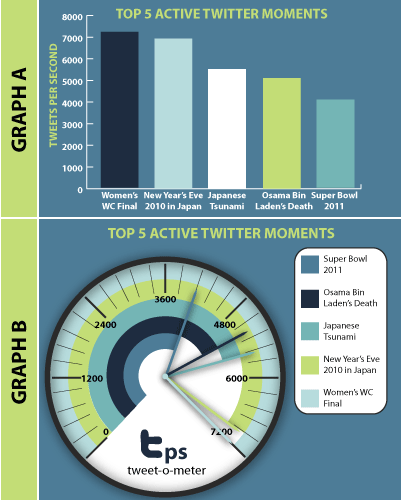 GRAPH A
TOP 5 ACTIVE TWITTER MOMENTS
TWEETS PER SECOND
8000
7000
6000
5000
4000
3000
2000
1000
0
Women's
WC Final
New Year's Eve
2010 in Japan
Japanese
Tsunami
Osama Bin
Laden's Death
Super Bowl
2011
GRAPH B
TOP 5 ACTIVE TWITTER MOMENTS
0
1200
2400
3600
4800
6000
7200
tps
tweet-o-meter
Super Bowl
2011
Osama Bin
Laden's Death
Japanese
Tsunami
New Year's Eve
2010 in Japan
Women's WC
Final